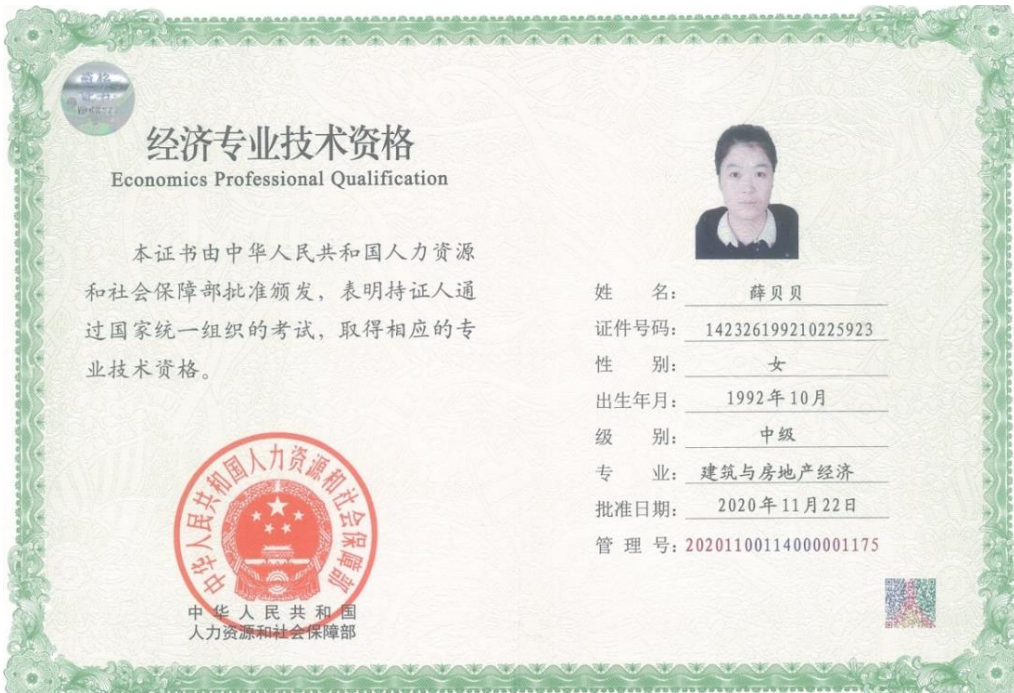 经济专业技术资格
Economics Professional Qualification
本证书由中华人民共和国人力资源
和社会保障部批准颁发，表明持证人通
过国家统一组织的考试，取得相应的专
业技术资格。
中华人民共和国人力资源和社会保障部
中华人民共和国
人力资源和社会保障部
姓名：薛贝贝
证件号码：142326199210225923
性别：女
出生年月：1992年10月
级别：中级
专业：建筑与房地产经济
批准日期：2020年11月22日
管理号：20201100114000001175